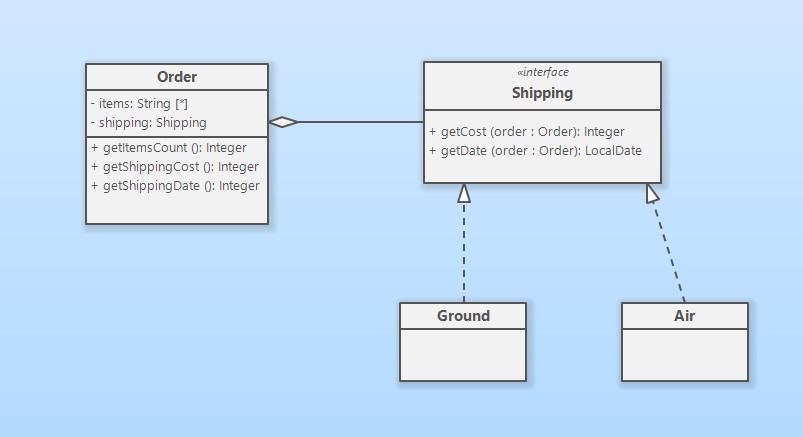 Order
- items: String [*]
- shipping: Shipping
+ getItemsCount (): Integer
+ getShippingCost (): Integer
+ getShippingDate (): Integer
«interface
Shipping
+ getCost (order : Order): Integer
+ getDate (order : Order): LocalDate
Ground
Air